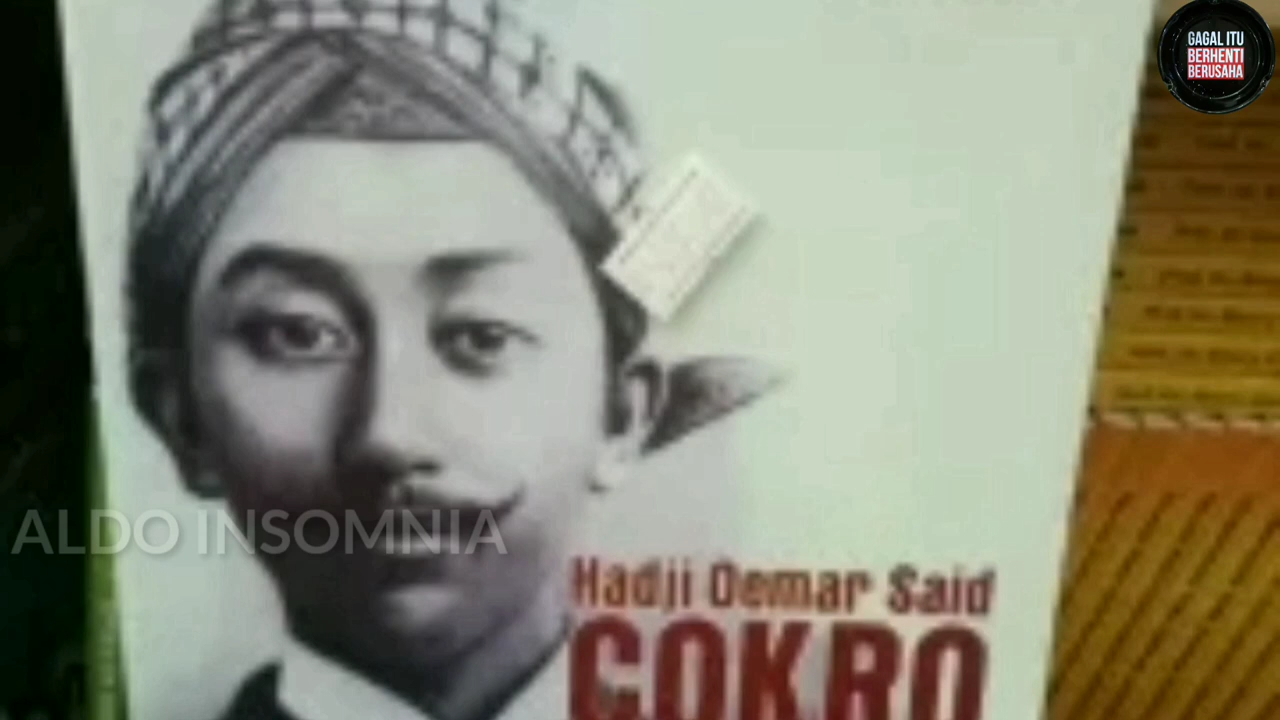 GAGAL ITU
BERHENTI
BERUSAHA
ALDO INSOMNIA
Hadji Oemar Said
COKRO